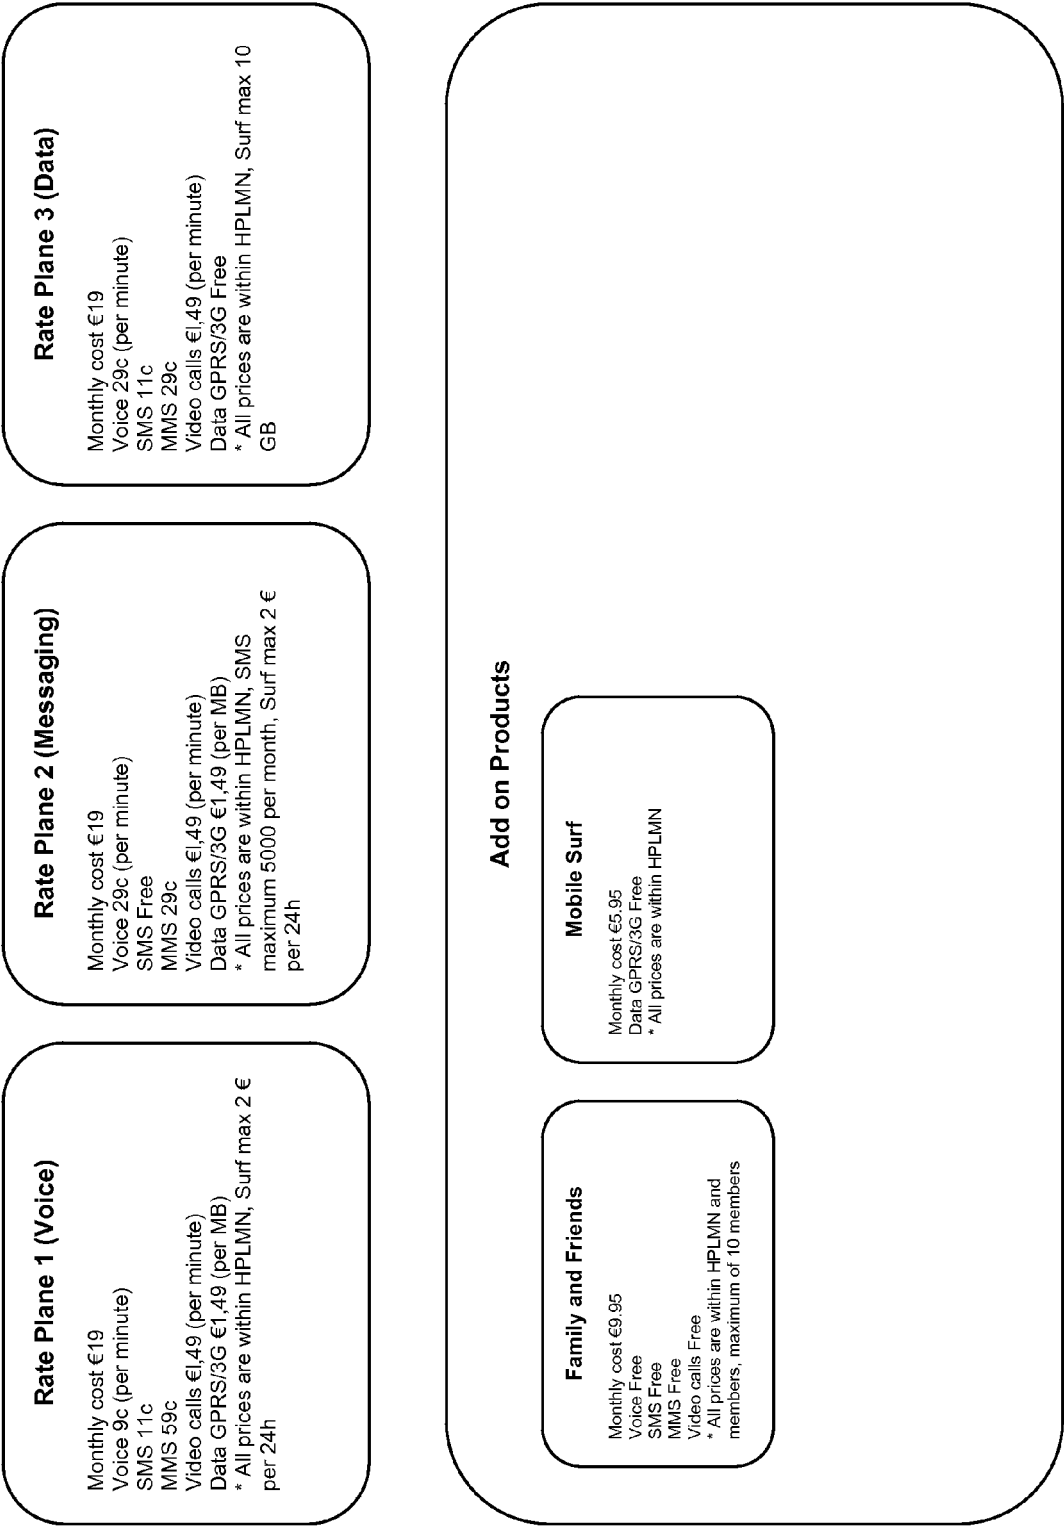 Rate Plane 1 (Voice)
Monthly cost €19
Voice 9c (per minute)
SMS 11c
MMS 59c
Video calls €l,49 (per minute)
Data GPRS/3G €1,49 (per MB)
* All prices are within HPLMN, Surf max 2 €
per 24h
Rate Plane 2 (Messaging)
Monthly cost €19
Voice 29c (per minute)
SMS Free
MMS 29c
Video calls €l,49 (per minute)
Data GPRS/3G €1,49 (per MB)
* All prices are within HPLMN, SMS
maximum 5000 per month, Surf max 2 €
per 24h
Rate Plane 3 (Data)
Monthly cost €19
Voice 29c (per minute)
SMS 11c
MMS 29c
Video calls €l,49 (per minute)
Data GPRS/3G Free
* All prices are within HPLMN, Surf max 10
GB
Add on Products
Family and Friends
Monthly cost €9.95
Voice Free
SMS Free
MMS Free
Video calls Free
* All prices are within HPLMN and
members, maximum of 10 members
Mobile Surf
Monthly cost €5.95
Data GPRS/3G Free
* All prices are within HPLMN